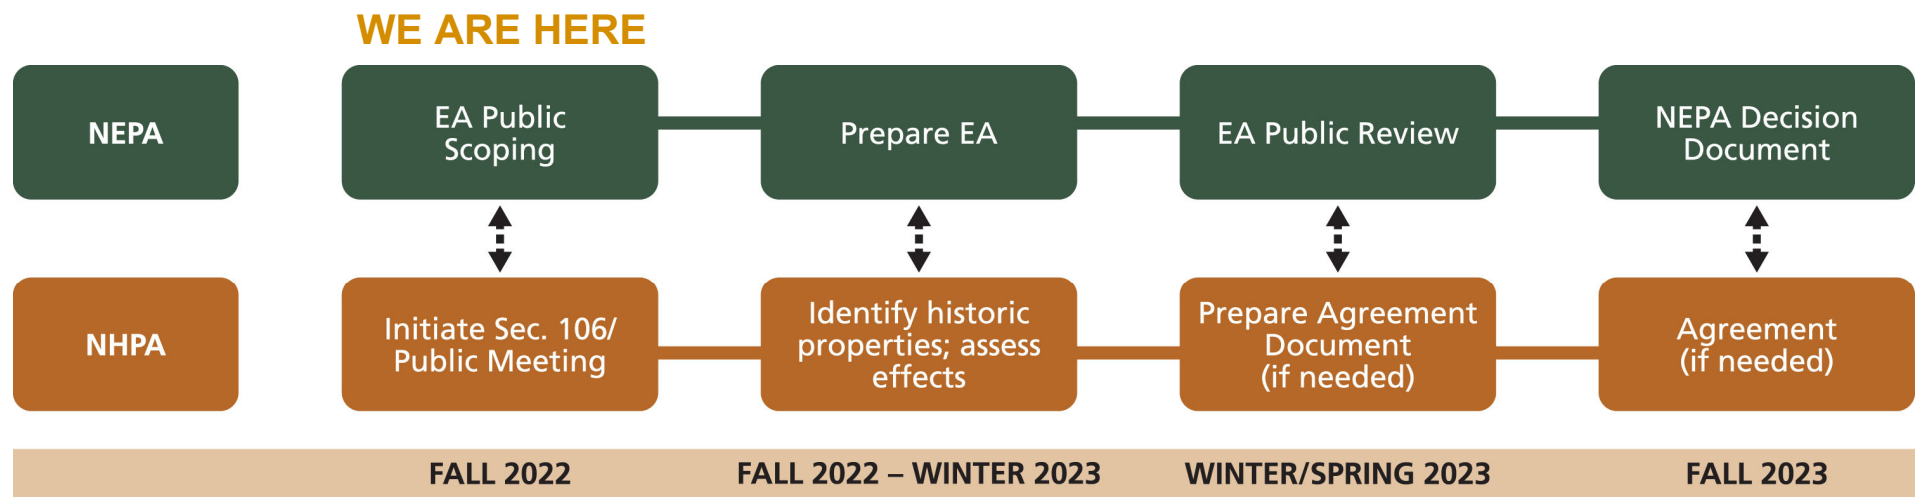 WE ARE HERE
NEPA
EA Public
Scoping
Prepare EA
EA Public Review
NEPA Decision
Document
NHPA
Initiate Sec. 106/
Public Meeting
Identify historic
properties; assess
effects
Prepare Agreement
Document
(if needed)
Agreement
(if needed)
FALL 2022
FALL 2022 – WINTER 2023
WINTER/SPRING 2023
FALL 2023